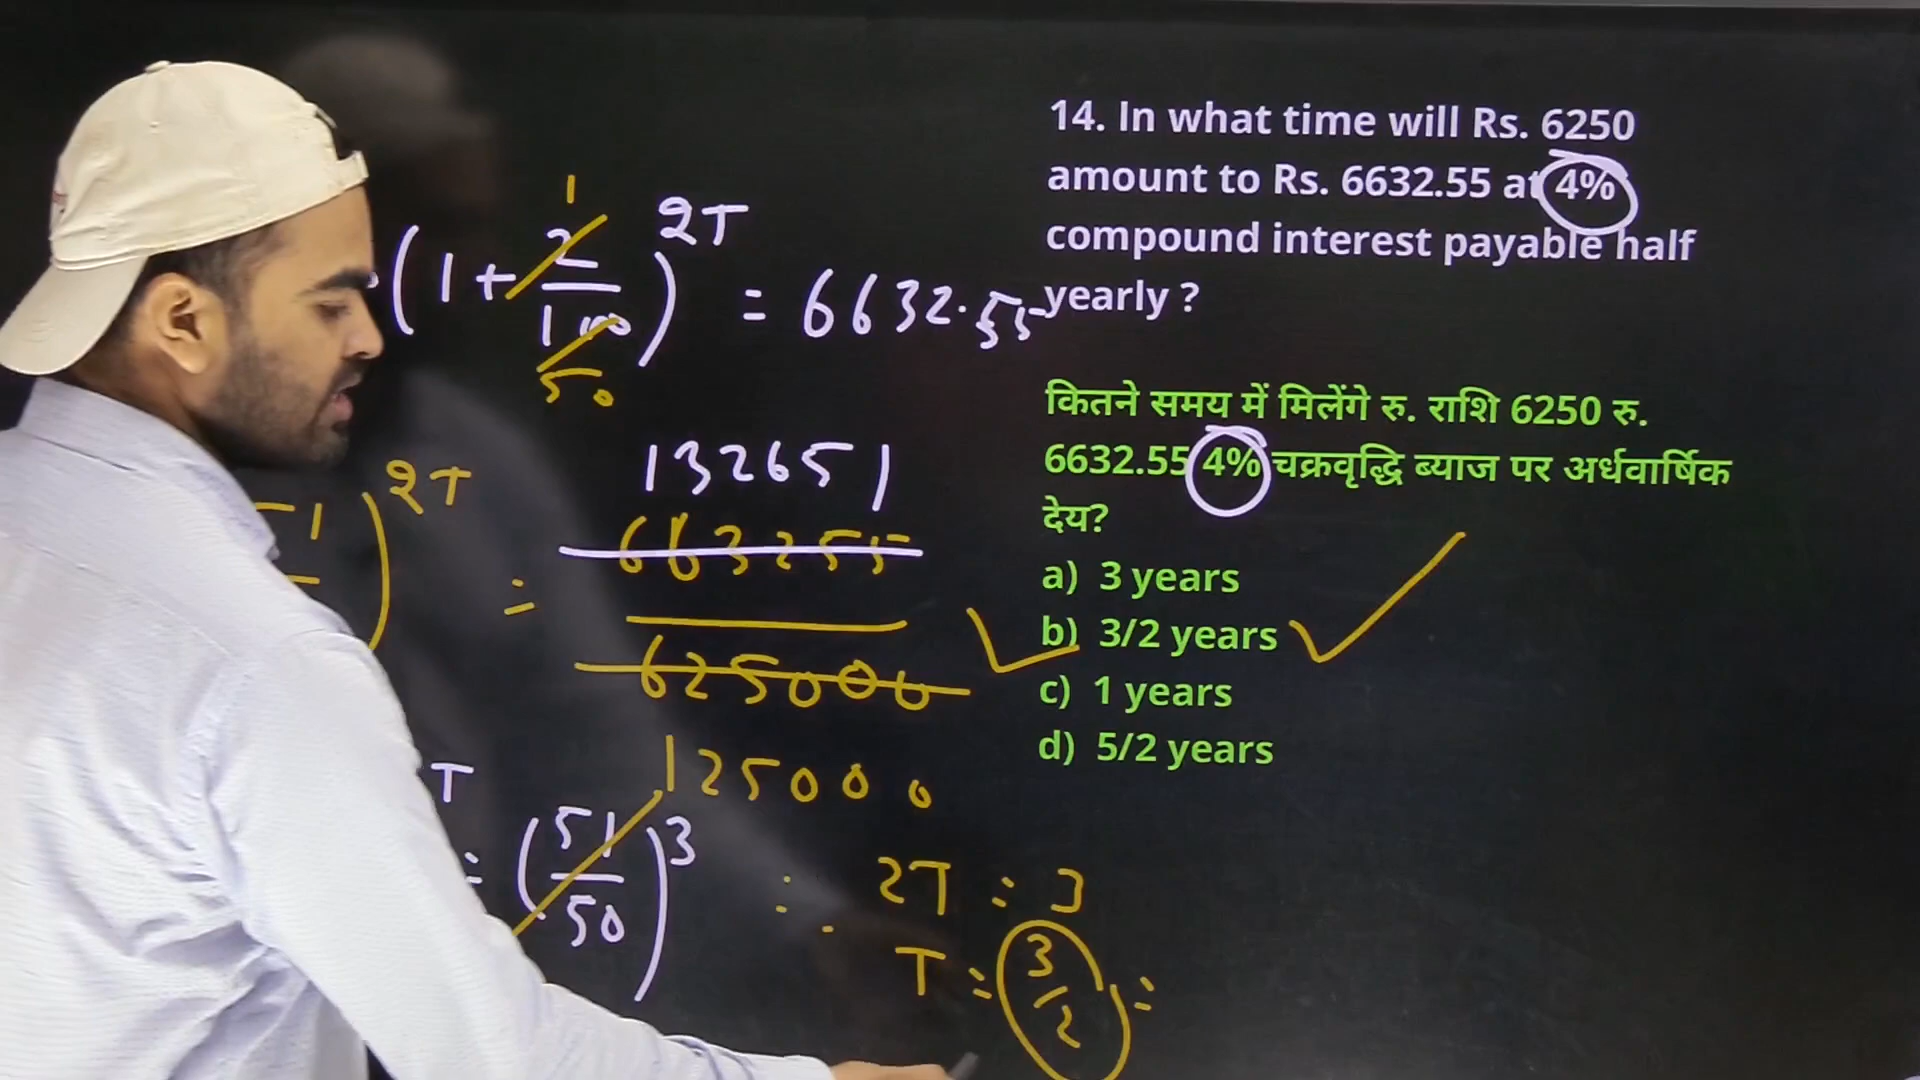 14. In what time will Rs. 6250
amount to Rs. 6632.55 at 4%
compound interest payable half
yearly ?
कितने समय में मिलेंगे रु. राशि 6250 रु.
6632.55 4% चक्रवृद्धि ब्याज पर अर्धवार्षिक
देय?
a) 3 years
b) 3/2 years
c) 1 years
d) 5/2 years
1
(1+ 2/100)^2T = 6632.55
50
132651
)^2T = 663255
625000
125000
T
= (51/50)^3 : 2T = 3
T = 3/2 =